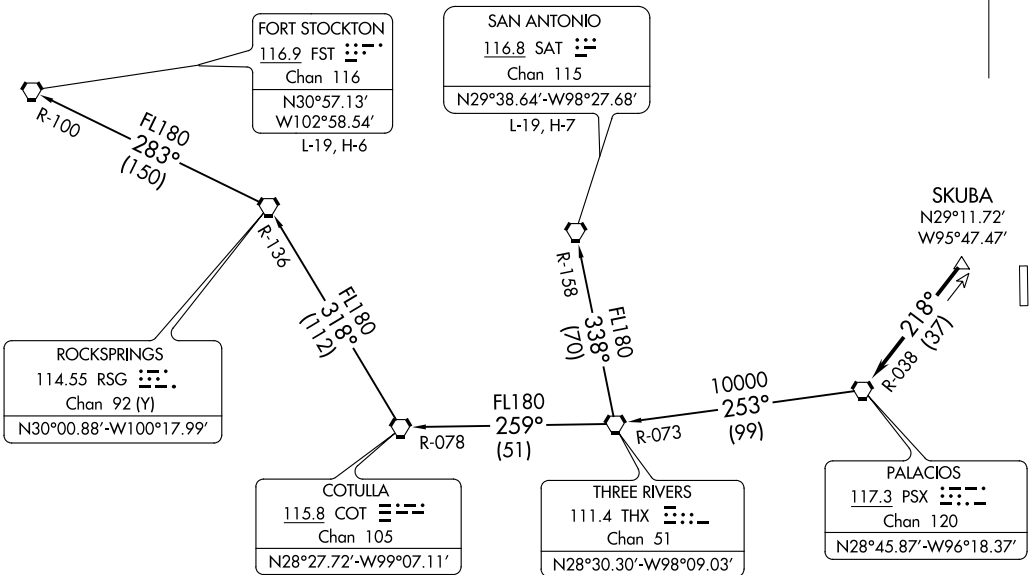 FORT STOCKTON
116.9 FST
Chan 116
N30°57.13'
W102°58.54'
L-19, H-6
SAN ANTONIO
116.8 SAT
Chan 115
N29°38.64'-W98°27.68'
L-19, H-7
R-100
FL180
283°
(150)
SKUBA
N29°11.72'
W95°47.47'
R-136
R-158
FL180
318°
(112)
FL180
338°
(70)
218°
(37)
R-038
ROCKSPRINGS
114.55 RSG
Chan 92 (Y)
N30°00.88'-W100°17.99'
R-078
FL180
259°
(51)
R-073
10000
253°
(99)
COTULLA
115.8 COT
Chan 105
N28°27.72'-W99°07.11'
THREE RIVERS
111.4 THX
Chan 51
N28°30.30'-W98°09.03'
PALACIOS
117.3 PSX
Chan 120
N28°45.87'-W96°18.37'